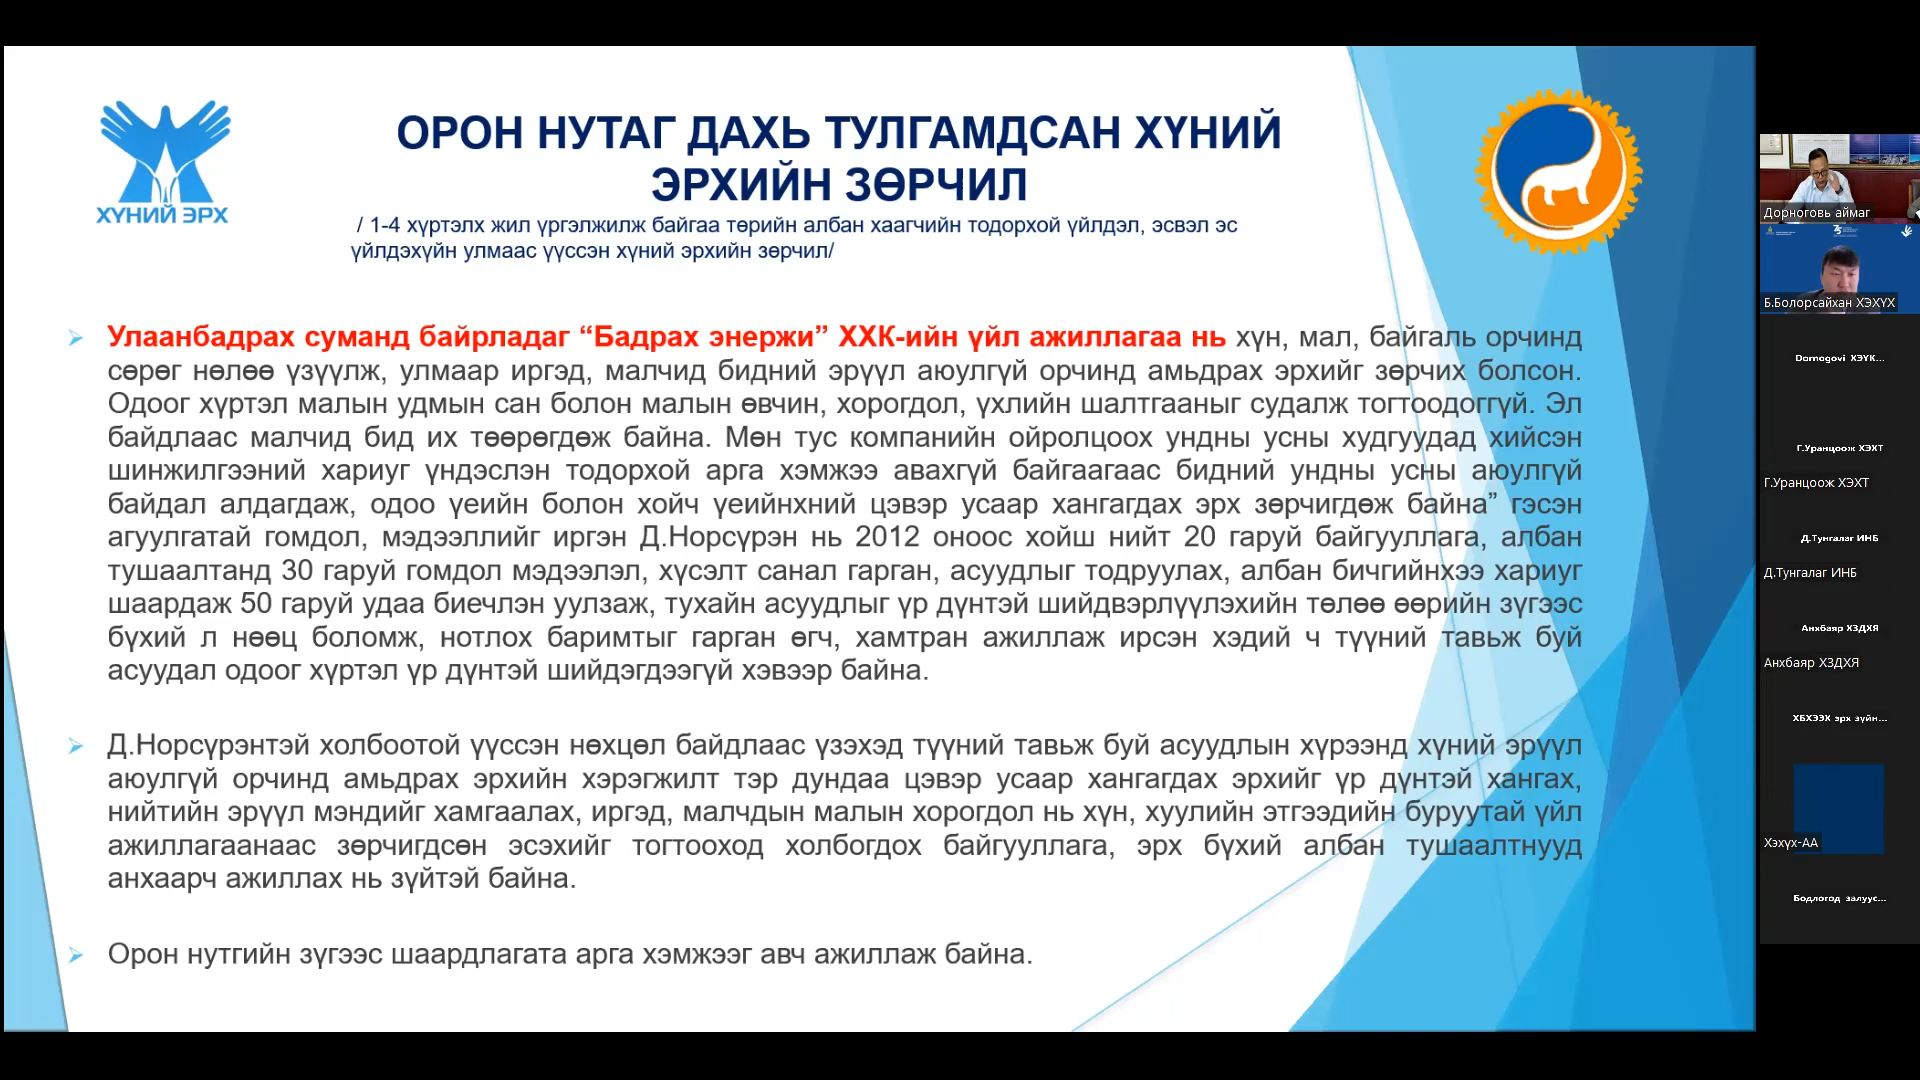 ХҮНИЙ ЭРХ
ОРОН НУТАГ ДАХЬ ТУЛГАМДСАН ХҮНИЙ
ЭРХИЙН ЗӨРЧИЛ
/ 1-4 хүртэлх жил үргэлжилж байгаа төрийн албан хаагчийн тодорхой үйлдэл, эсвэл эс
үйлдэхүйн улмаас үүссэн хүний эрхийн зөрчил/
Улаанбадрах суманд байрладаг “Бадрах энержи” ХХК-ийн үйл ажиллагаа нь хүн, мал, байгаль орчинд
сөрөг нөлөө үзүүлж, улмаар иргэд, малчид бидний эрүүл аюулгүй орчинд амьдрах эрхийг зөрчих болсон.
Одоог хүртэл малын удмын сан болон малын өвчин, хорогдол, үхлийн шалтгааныг судалж тогтоодоггүй. Эл
байдлаас малчид бид их төөрөгдөж байна. Мөн тус компанийн ойролцоох ундны усны худгуудад хийсэн
шинжилгээний хариуг үндэслэн тодорхой арга хэмжээ авахгүй байгаагаас бидний ундны усны аюулгүй
байдал алдагдаж, одоо үеийн болон хойч үеийнхний цэвэр усаар хангагдах эрх зөрчигдөж байна” гэсэн
агуулгатай гомдол, мэдээллийг иргэн Д.Норсүрэн нь 2012 оноос хойш нийт 20 гаруй байгууллага, албан
тушаалтанд 30 гаруй гомдол мэдээлэл, хүсэлт санал гарган, асуудлыг тодруулах, албан бичгийнхээ хариуг
шаардаж 50 гаруй удаа биечлэн уулзаж, тухайн асуудлыг үр дүнтэй шийдвэрлүүлэхийн төлөө өөрийн зүгээс
бүхий л нөөц боломж, нотлох баримтыг гарган өгч, хамтран ажиллаж ирсэн хэдий ч түүний тавьж буй
асуудал одоог хүртэл үр дүнтэй шийдэгдээгүй хэвээр байна.
Д.Норсүрэнтэй холбоотой үүссэн нөхцөл байдлаас үзэхэд түүний тавьж буй асуудлын хүрээнд хүний эрүүл
аюулгүй орчинд амьдрах эрхийн хэрэгжилт тэр дундаа цэвэр усаар хангагдах эрхийг үр дүнтэй хангах,
нийтийн эрүүл мэндийг хамгаалах, иргэд, малчдын малын хорогдол нь хүн, хуулийн этгээдийн буруутай үйл
ажиллагаанаас зөрчигдсөн эсэхийг тогтооход холбогдох байгууллага, эрх бүхий албан тушаалтнууд
анхаарч ажиллах нь зүйтэй байна.
Орон нутгийн зүгээс шаардлагата арга хэмжээг авч ажиллаж байна.
Дорноговь аймаг
Б.Болорсайхан ХЭХҮХ
Dornogovi ХЭҮК...
Г.Уранцоож ХЭХТ
Г.Уранцоож ХЭХТ
Д.Тунгалаг ИНБ
Д.Тунгалаг ИНБ
Анхбаяр ХЗДХЯ
Анхбаяр ХЗДХЯ
ХБХЭЭХ эрх зүйн...
Хэхүх-АА
Бодлогод залуус...